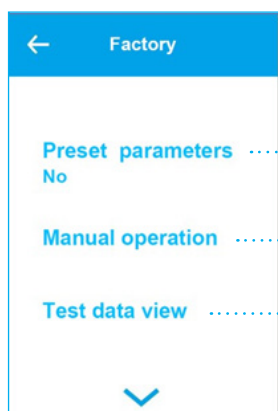 Factory
Preset parameters
No
Manual operation
Test data view